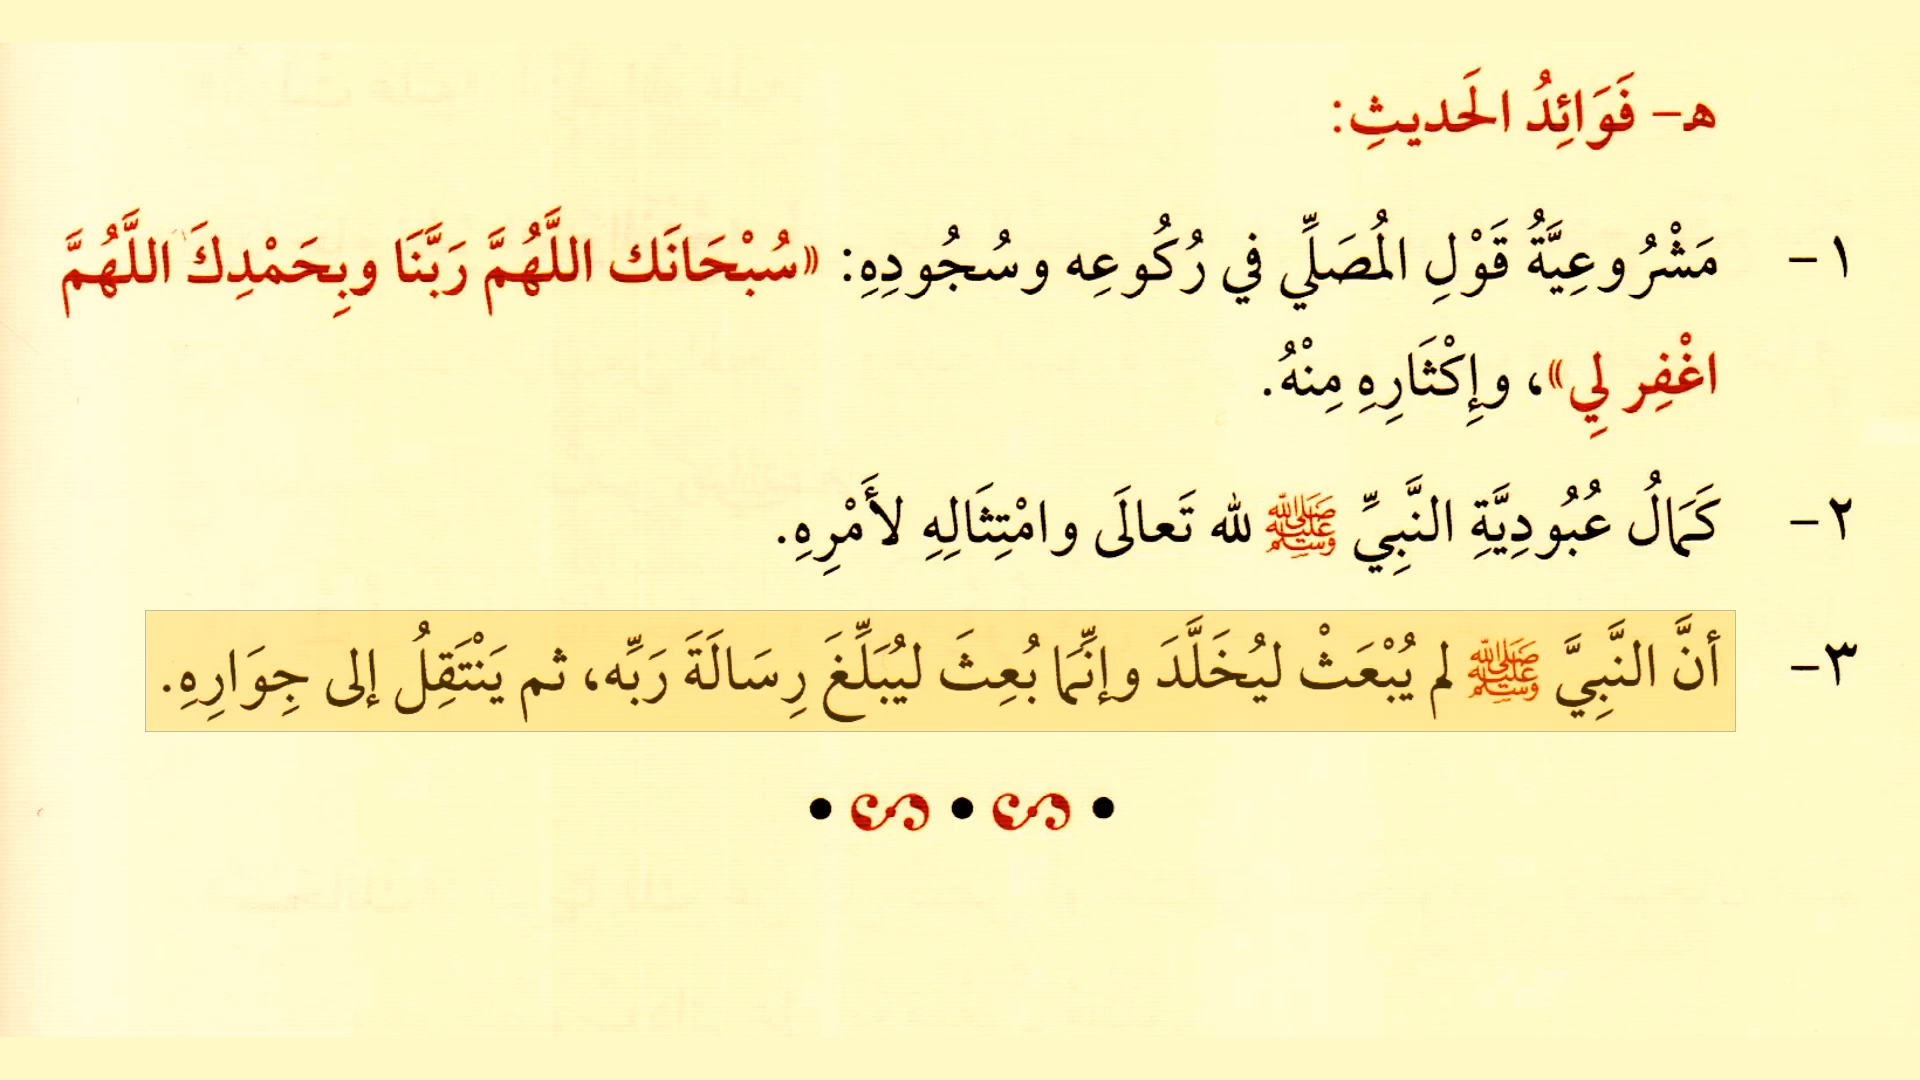 هـ- فَوَائِدُ الحَديثِ:
١- مَشْرُوعِيَّةُ قَوْلِ المُصَلِّي في رُكُوعِه وسُجُودِهِ: «سُبْحَانَك اللَّهُمَّ رَبَّنَا وبِحَمْدِكَ اللَّهُمَّ
اغْفِر لِي»، وإِكْثَارِهِ مِنْهُ.
٢- كَمَالُ عُبُودِيَّةِ النَّبِيِّ ﷺ لله تَعالَى وامْتِثَالِهِ لأَمْرِهِ.
٣- أنَّ النَّبِيَّ ﷺ لم يُبْعَثْ ليُخَلَّدَ وإنَّمَا بُعِثَ ليُبَلِّغَ رِسَالَةَ رَبِّه، ثم يَنْتَقِلُ إلى جِوَارِهِ.